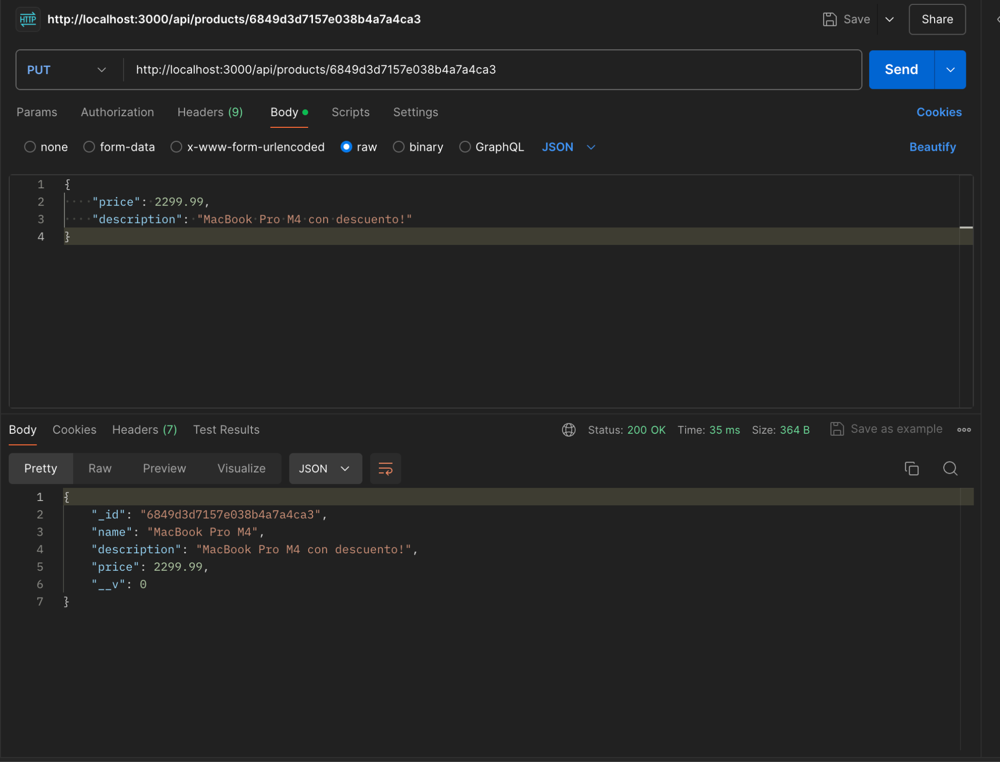 HTTP http://localhost:3000/api/products/6849d3d7157e038b4a7a4ca3 Save Share
PUT http://localhost:3000/api/products/6849d3d7157e038b4a7a4ca3 Send
Params Authorization Headers (9) Body Scripts Settings Cookies
none form-data x-www-form-urlencoded raw binary GraphQL JSON Beautify
1 {
2 "price": 2299.99,
3 "description": "MacBook Pro M4 con descuento!"
4 }
Body Cookies Headers (7) Test Results Status: 200 OK Time: 35 ms Size: 364 B Save as example
Pretty Raw Preview Visualize JSON
1 {
2 "_id": "6849d3d7157e038b4a7a4ca3",
3 "name": "MacBook Pro M4",
4 "description": "MacBook Pro M4 con descuento!",
5 "price": 2299.99,
6 "__v": 0
7 }